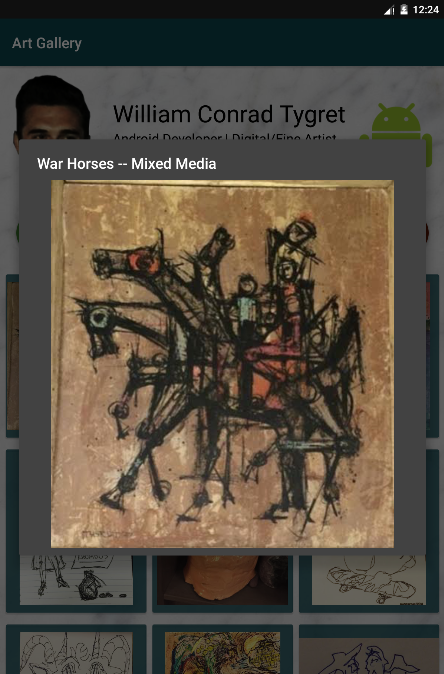 12:24
Art Gallery
William Conrad Tygret
Android Developer | Digital/Fine Artist
War Horses -- Mixed Media